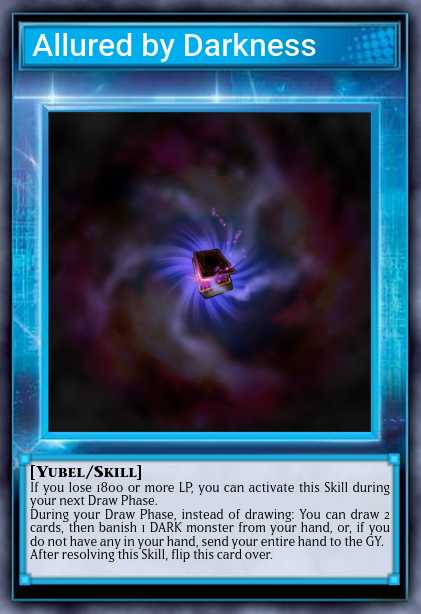 Allured by Darkness
[Yubel/Skill]
If you lose 1800 or more LP, you can activate this Skill during
your next Draw Phase.
During your Draw Phase, instead of drawing: You can draw 2
cards, then banish 1 DARK monster from your hand, or, if you
do not have any in your hand, send your entire hand to the GY.
After resolving this Skill, flip this card over.